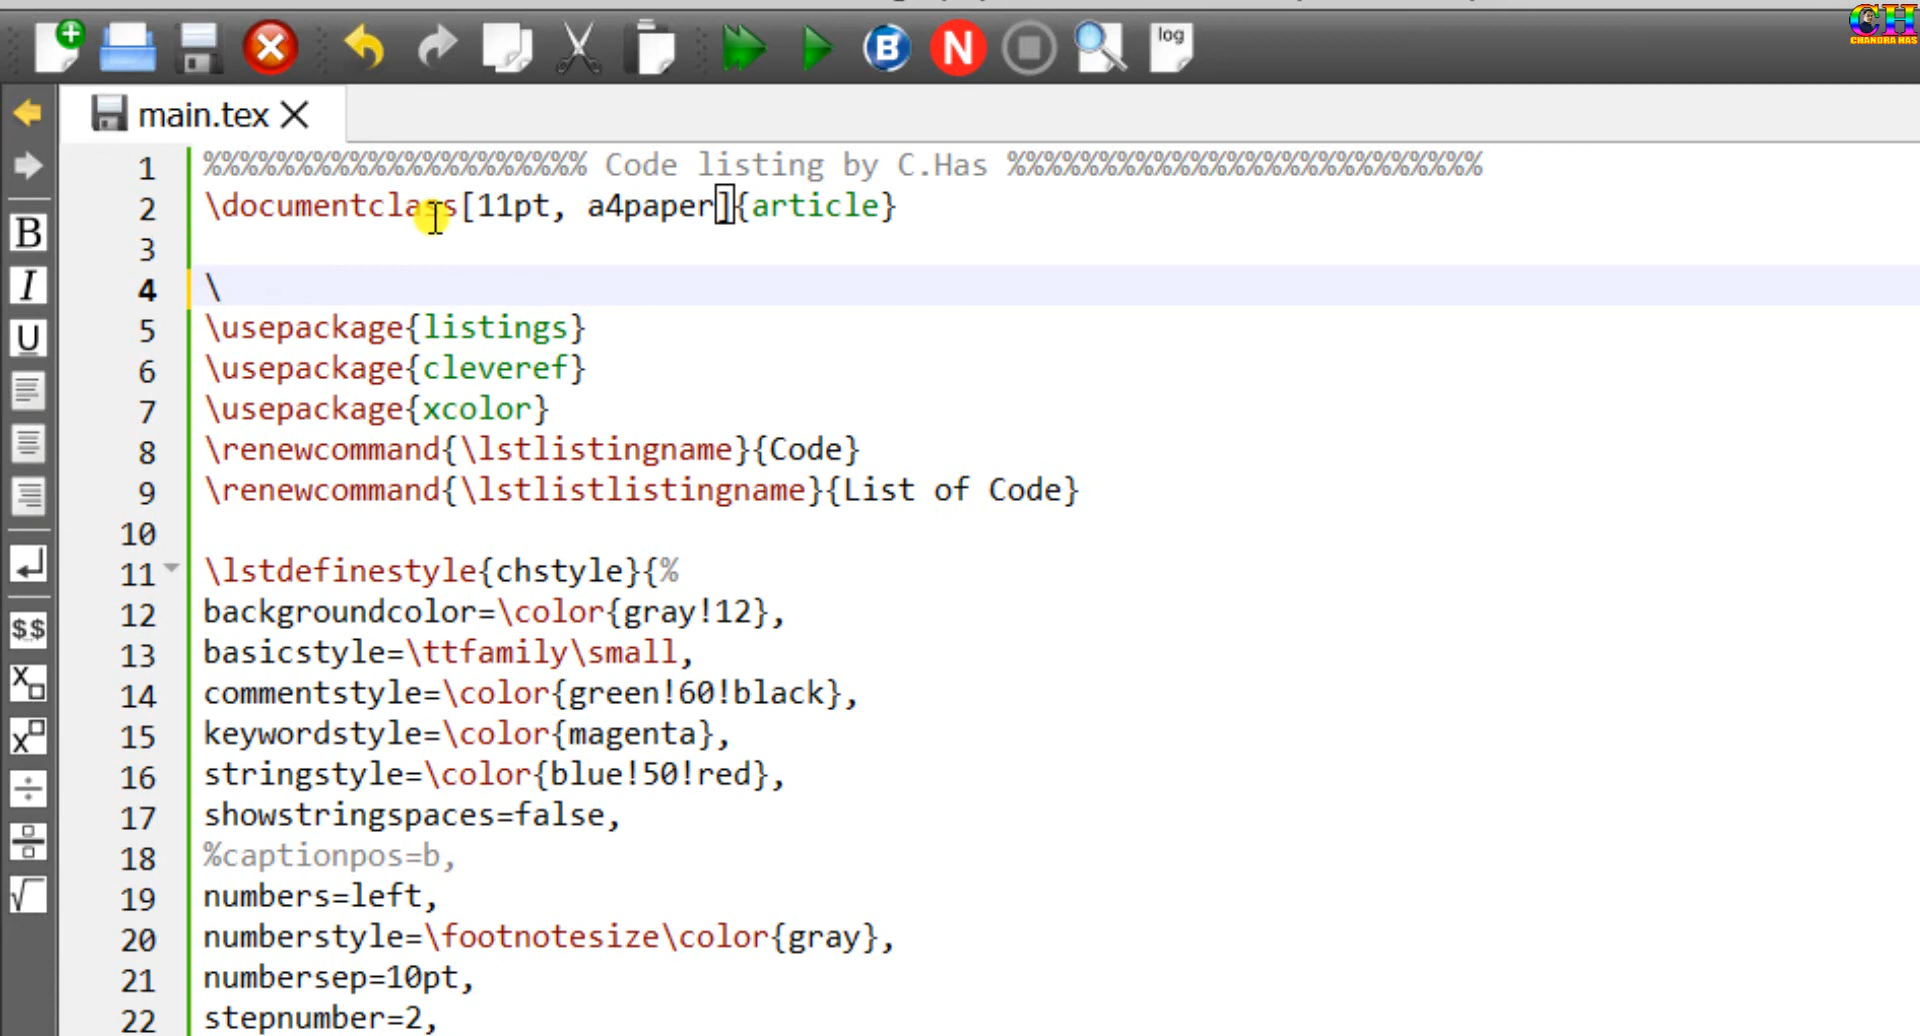 CH
CHANDRA HAS
B
N
log
main.tex
1 %%%%%%%%%%%%%%%%%%%%% Code listing by C.Has %%%%%%%%%%%%%%%%%%%%%%%%%%
2 \documentclass[11pt, a4paper]{article}
3
4 \
5 \usepackage{listings}
6 \usepackage{cleveref}
7 \usepackage{xcolor}
8 \renewcommand{\lstlistingname}{Code}
9 \renewcommand{\lstlistlistingname}{List of Code}
10
11 \lstdefinestyle{chstyle}{%
12 backgroundcolor=\color{gray!12},
13 basicstyle=\ttfamily\small,
14 commentstyle=\color{green!60!black},
15 keywordstyle=\color{magenta},
16 stringstyle=\color{blue!50!red},
17 showstringspaces=false,
18 %captionpos=b,
19 numbers=left,
20 numberstyle=\footnotesize\color{gray},
21 numbersep=10pt,
22 stepnumber=2,
B
I
U
$$
X
X